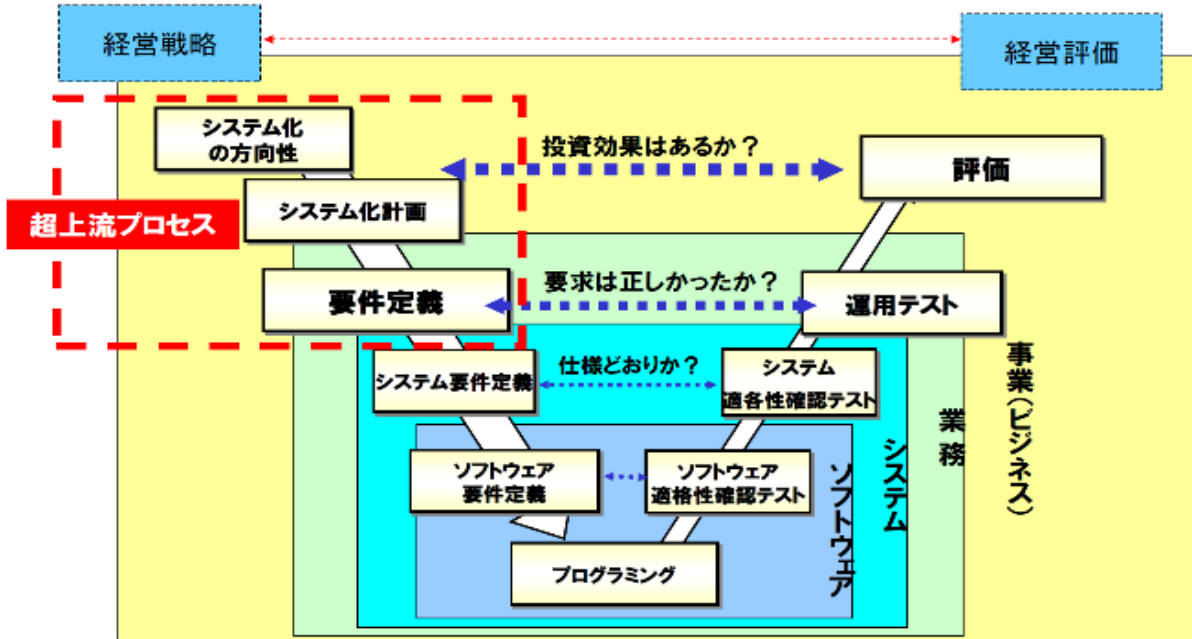 経営戦略
経営評価
システム化
の方向性
投資効果はあるか？
評価
システム化計画
超上流プロセス
要件定義
要求は正しかったか？
運用テスト
システム要件定義
仕様どおりか？
システム
適各性確認テスト
ソフトウェア
要件定義
ソフトウェア
適格性確認テスト
プログラミング
ソフトウェア
システム
業務
事業（ビジネス）